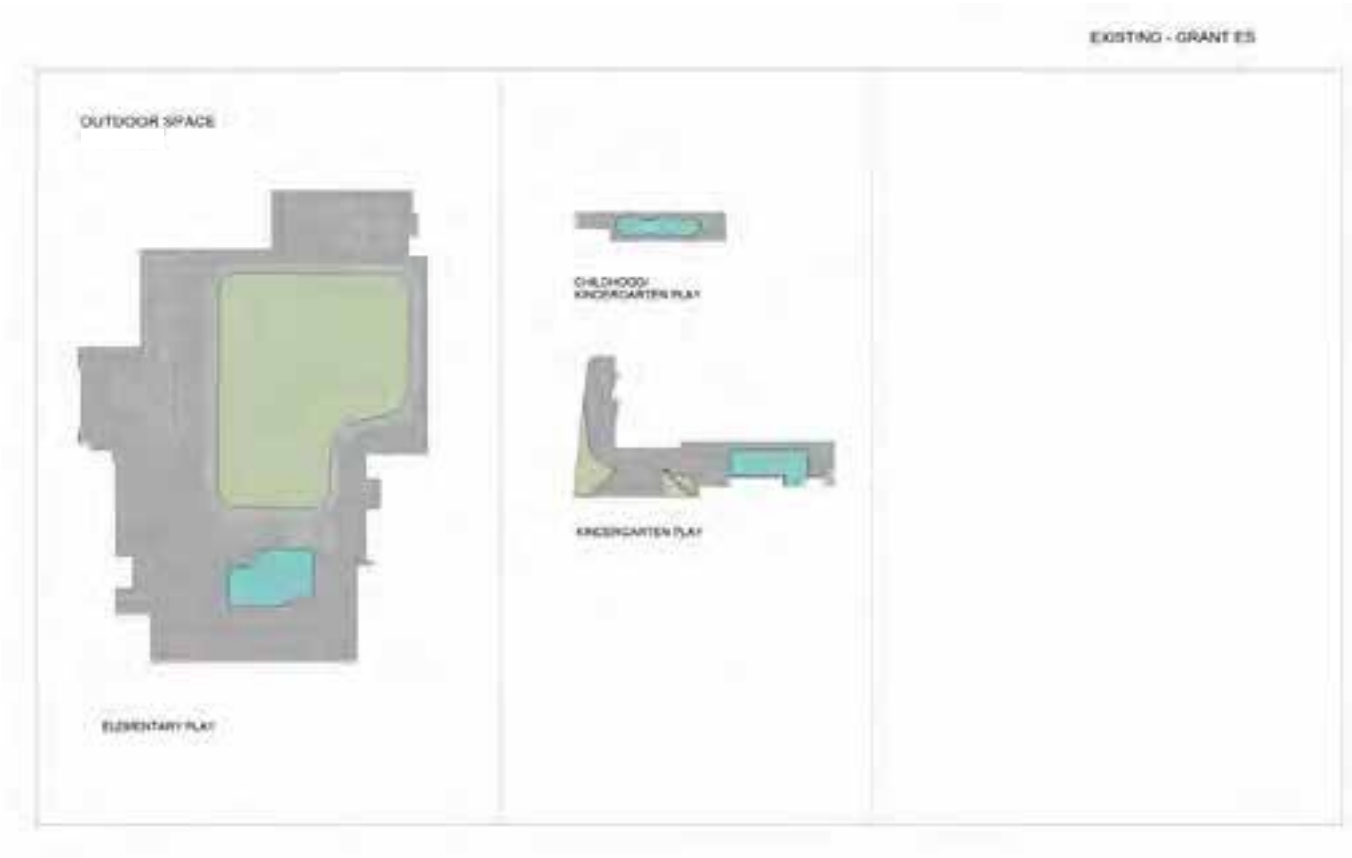 EXISTING - GRANT ES
OUTDOOR SPACE
CHILDHOOD/
KINDERGARTEN PLAY
KINDERGARTEN PLAY
ELEMENTARY PLAY